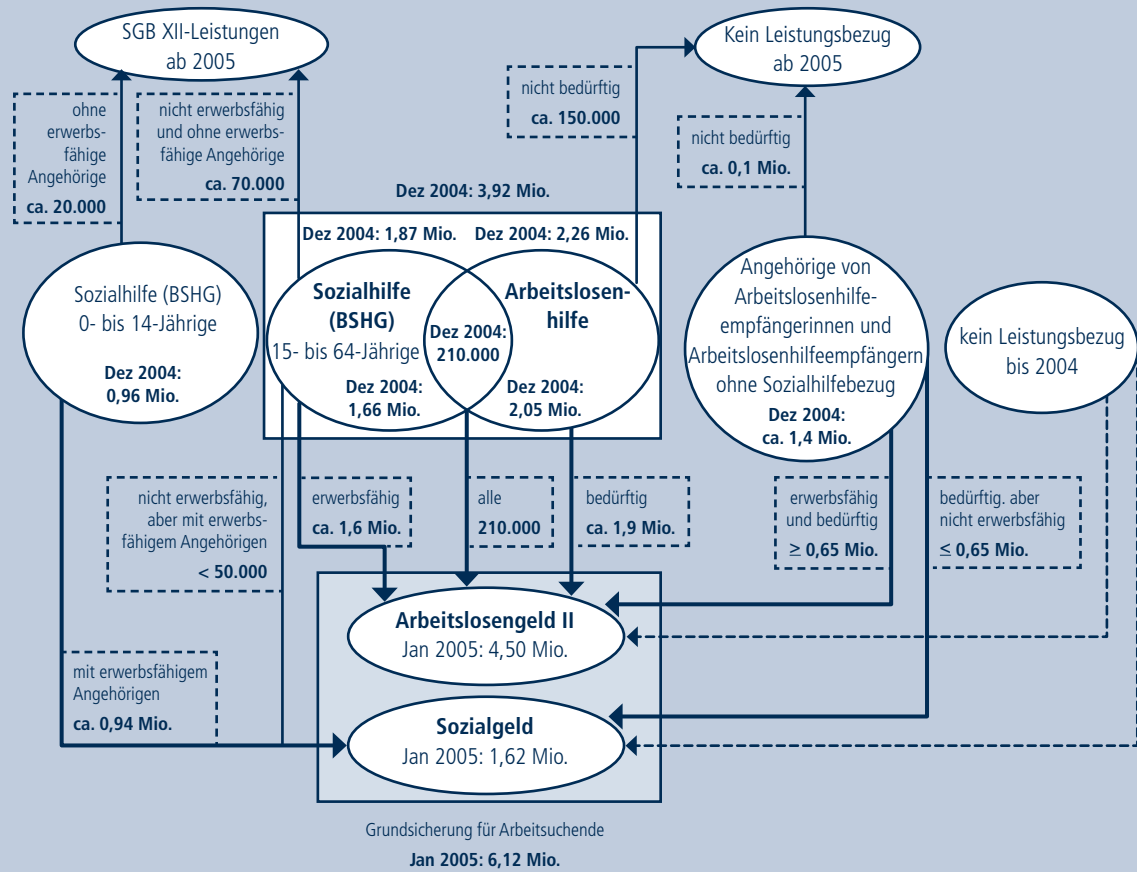 SGB XII-Leistungen
ab 2005
Kein Leistungsbezug
ab 2005
ohne
erwerbs-
fähige
Angehörige
ca. 20.000
nicht erwerbsfähig
und ohne erwerbs-
fähige Angehörige
ca. 70.000
nicht bedürftig
ca. 150.000
nicht bedürftig
ca. 0,1 Mio.
Dez 2004: 3,92 Mio.
Dez 2004: 1,87 Mio.
Dez 2004: 2,26 Mio.
Sozialhilfe (BSHG)
0- bis 14-Jährige
Dez 2004:
0,96 Mio.
Sozialhilfe
(BSHG)
15- bis 64-Jährige
Dez 2004:
1,66 Mio.
Dez 2004:
210.000
Arbeitslosen-
hilfe
Dez 2004:
2,05 Mio.
Angehörige von
Arbeitslosenhilfe-
empfängerinnen und
Arbeitslosenhilfeempfängern
ohne Sozialhilfebezug
Dez 2004:
ca. 1,4 Mio.
kein Leistungsbezug
bis 2004
nicht erwerbsfähig,
aber mit erwerbs-
fähigem Angehörigen
< 50.000
erwerbsfähig
ca. 1,6 Mio.
alle
210.000
bedürftig
ca. 1,9 Mio.
erwerbsfähig
und bedürftig
≥ 0,65 Mio.
bedürftig. aber
nicht erwerbsfähig
≤ 0,65 Mio.
mit erwerbsfähigem
Angehörigen
ca. 0,94 Mio.
Arbeitslosengeld II
Jan 2005: 4,50 Mio.
Sozialgeld
Jan 2005: 1,62 Mio.
Grundsicherung für Arbeitsuchende
Jan 2005: 6,12 Mio.